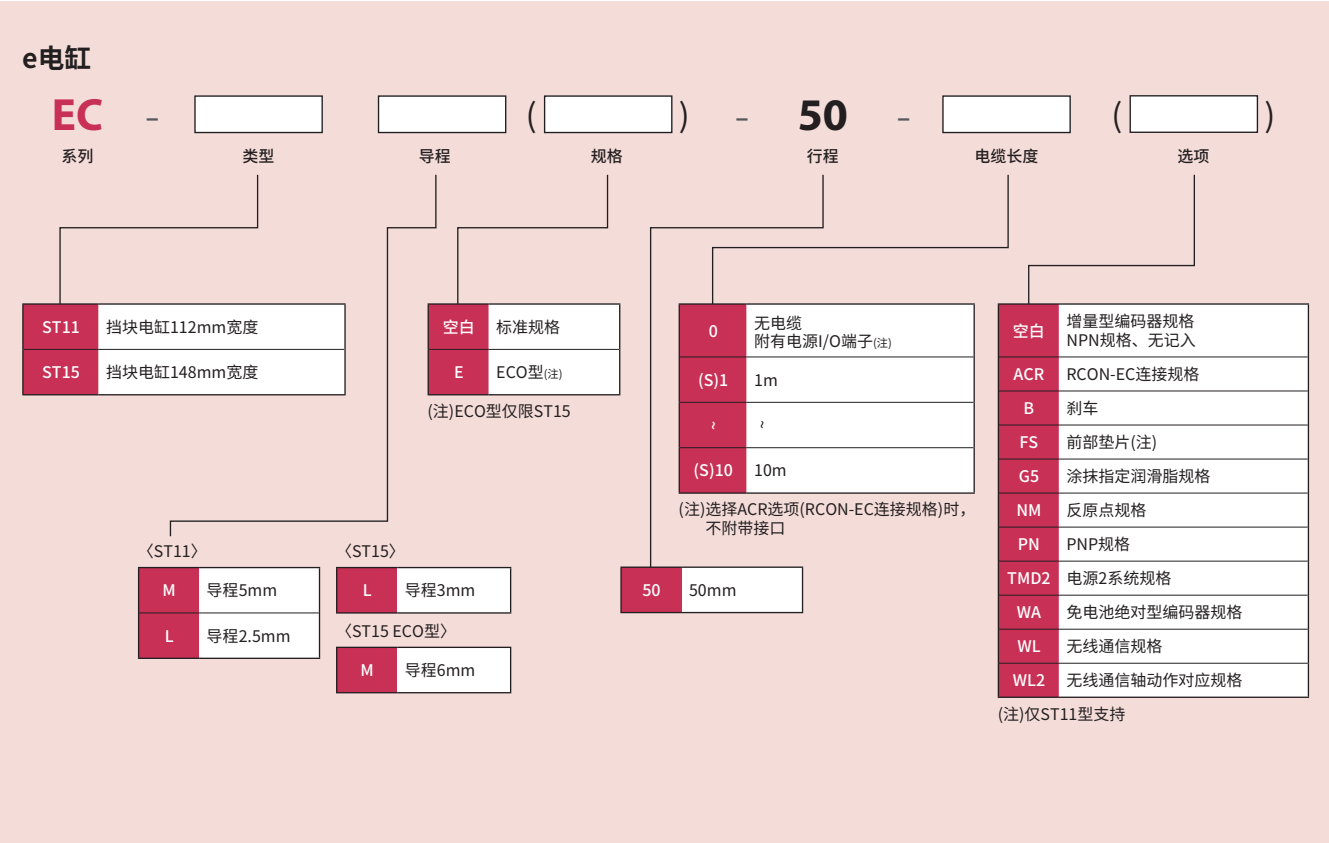 e电缸
EC - ( ) - 50 - ( )
系列 类型 导程 规格 行程 电缆长度 选项
ST11 挡块电缸112mm宽度
ST15 挡块电缸148mm宽度
空白 标准规格
E ECO型(注)
(注)ECO型仅限ST15
0 无电缆
附有电源I/O端子(注)
(S)1 1m
~ ~
(S)10 10m
(注)选择ACR选项(RCON-EC连接规格)时，
不附带接口
空白 增量型编码器规格
NPN规格、无记入
ACR RCON-EC连接规格
B 刹车
FS 前部垫片(注)
G5 涂抹指定润滑脂规格
NM 反原点规格
PN PNP规格
TMD2 电源2系统规格
WA 免电池绝对型编码器规格
WL 无线通信规格
WL2 无线通信轴动作对应规格
(注)仅ST11型支持
〈ST11〉
M 导程5mm
L 导程2.5mm
〈ST15〉
L 导程3mm
〈ST15 ECO型〉
M 导程6mm
50 50mm